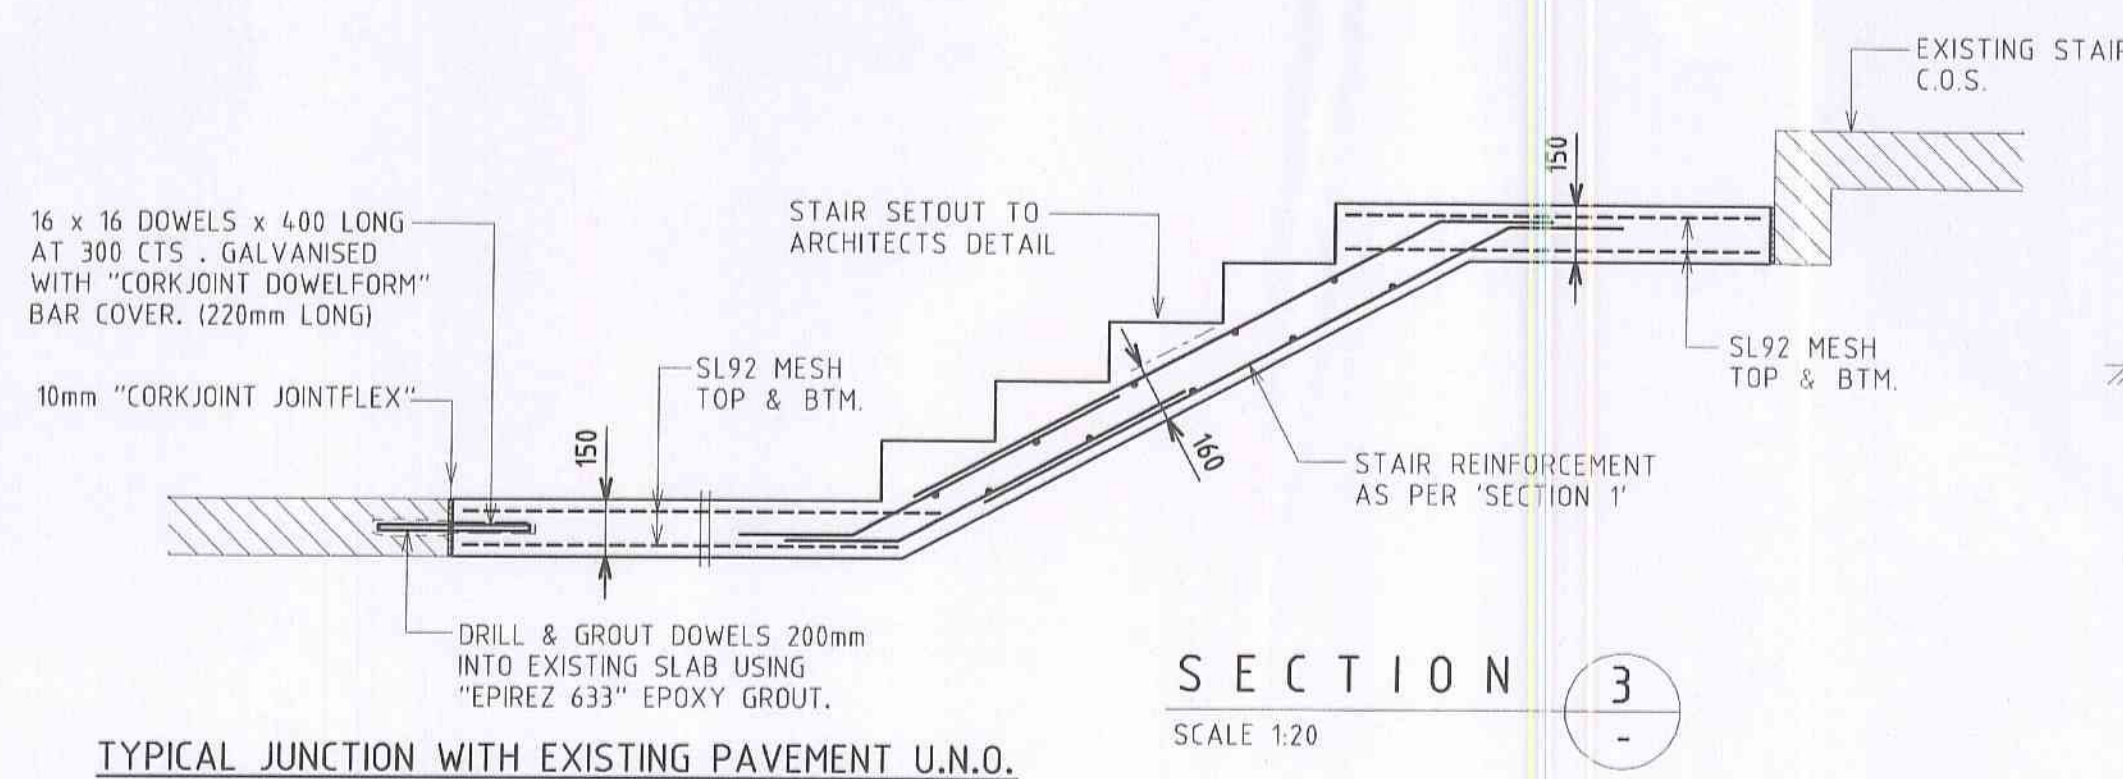 EXISTING STAIR
C.O.S.
150
16 x 16 DOWELS x 400 LONG
AT 300 CTS . GALVANISED
WITH "CORKJOINT DOWELFORM"
BAR COVER. (220mm LONG)
STAIR SETOUT TO
ARCHITECTS DETAIL
10mm "CORKJOINT JOINTFLEX"
SL92 MESH
TOP & BTM.
SL92 MESH
TOP & BTM.
150
160
STAIR REINFORCEMENT
AS PER 'SECTION 1'
DRILL & GROUT DOWELS 200mm
INTO EXISTING SLAB USING
"EPIREZ 633" EPOXY GROUT.
SECTION 3
-
SCALE 1:20
TYPICAL JUNCTION WITH EXISTING PAVEMENT U.N.O.